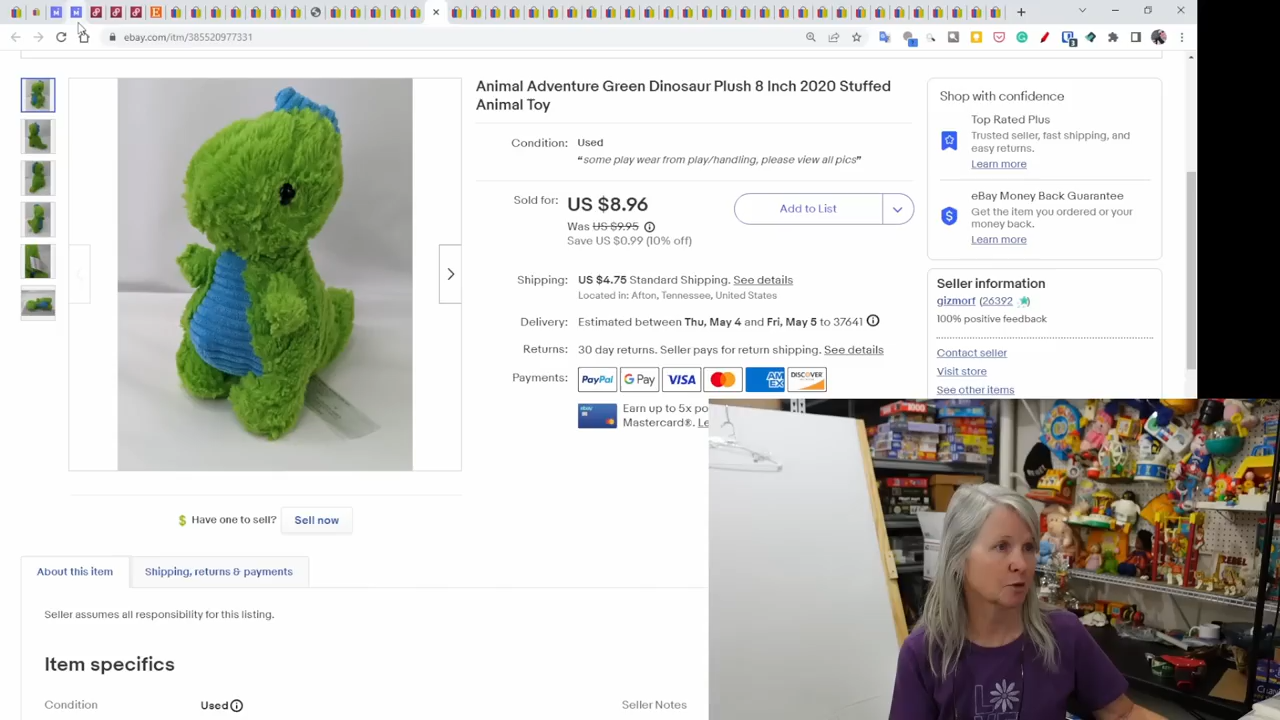 ebay.com/itm/385520977331
Animal Adventure Green Dinosaur Plush 8 Inch 2020 Stuffed
Animal Toy
Condition: Used
“some play wear from play/handling, please view all pics”
Sold for: US $8.96
Add to List
Was US $9.95
Save US $0.99 (10% off)
Shipping: US $4.75 Standard Shipping. See details
Located in: Afton, Tennessee, United States
Delivery: Estimated between Thu, May 4 and Fri, May 5 to 37641
Returns: 30 day returns. Seller pays for return shipping. See details
Payments: PayPal G Pay VISA AM EX DISCOVER
ebay Earn up to 5x po
Mastercard®. Le
Shop with confidence
Top Rated Plus
Trusted seller, fast shipping, and
easy returns.
Learn more
eBay Money Back Guarantee
Get the item you ordered or your
money back.
Learn more
Seller information
gizmorf (26392)
100% positive feedback
Contact seller
Visit store
See other items
Have one to sell? Sell now
About this item
Shipping, returns & payments
Seller assumes all responsibility for this listing.
Item specifics
Condition Used Seller Notes